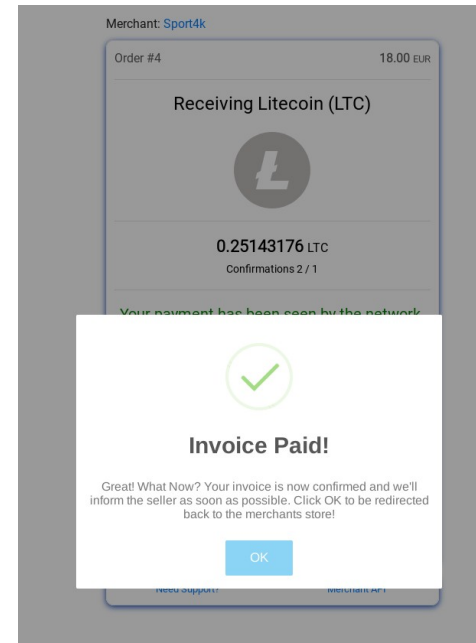 Merchant: Sport4k
Order #4 18.00 EUR
Receiving Litecoin (LTC)
0.25143176 LTC
Confirmations 2 / 1
Your payment has been seen by the network
Invoice Paid!
Great! What Now? Your invoice is now confirmed and we'll
inform the seller as soon as possible. Click OK to be redirected
back to the merchants store!
OK
Need Support? Merchant API